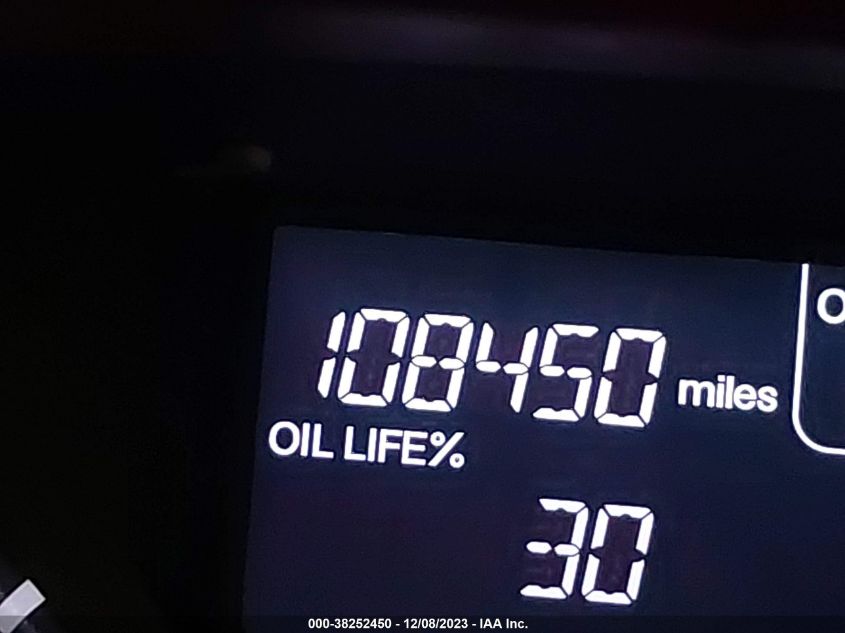 108450 miles
OIL LIFE%
30
000-38252450 - 12/08/2023 - IAA Inc.